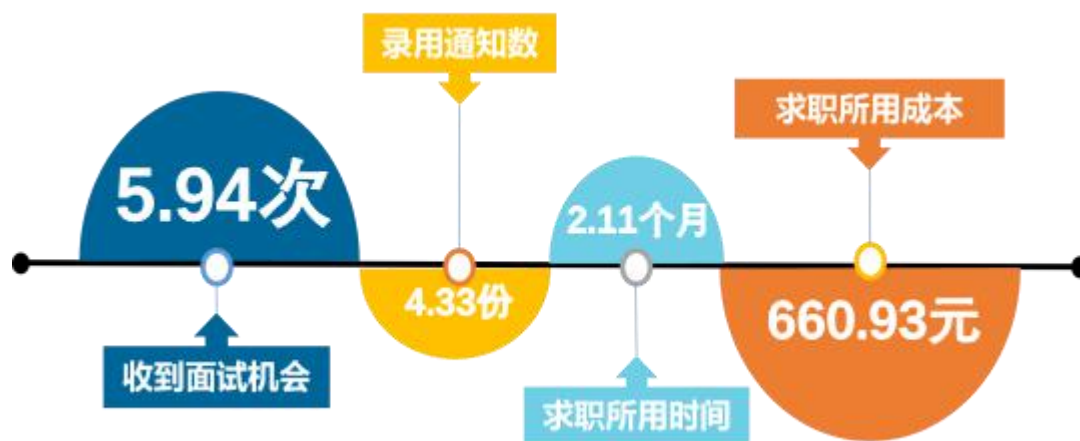 录用通知数
求职所用成本
5.94次
2.11个月
4.33份
660.93元
收到面试机会
求职所用时间